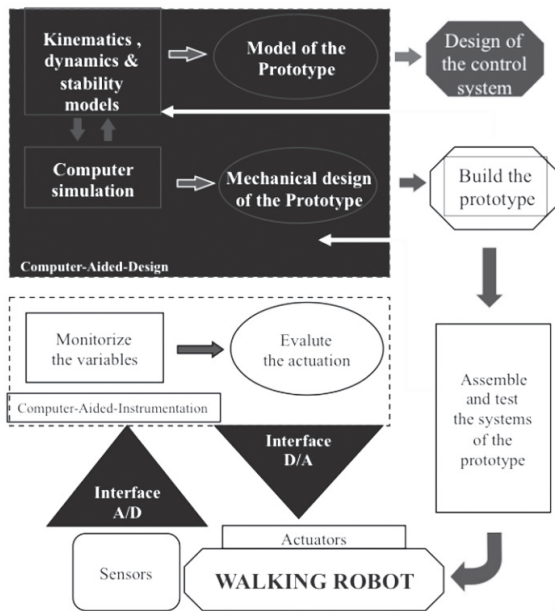 Kinematics ,
dynamics &
stability
models
Model of the
Prototype
Design of
the control
system
Computer
simulation
Mechanical design
of the Prototype
Build the
prototype
Computer-Aided-Design
Monitorize
the variables
Evalute
the actuation
Computer-Aided-Instrumentation
Assemble
and test
the systems
of the
prototype
Interface
D/A
Interface
A/D
Actuators
Sensors
WALKING ROBOT